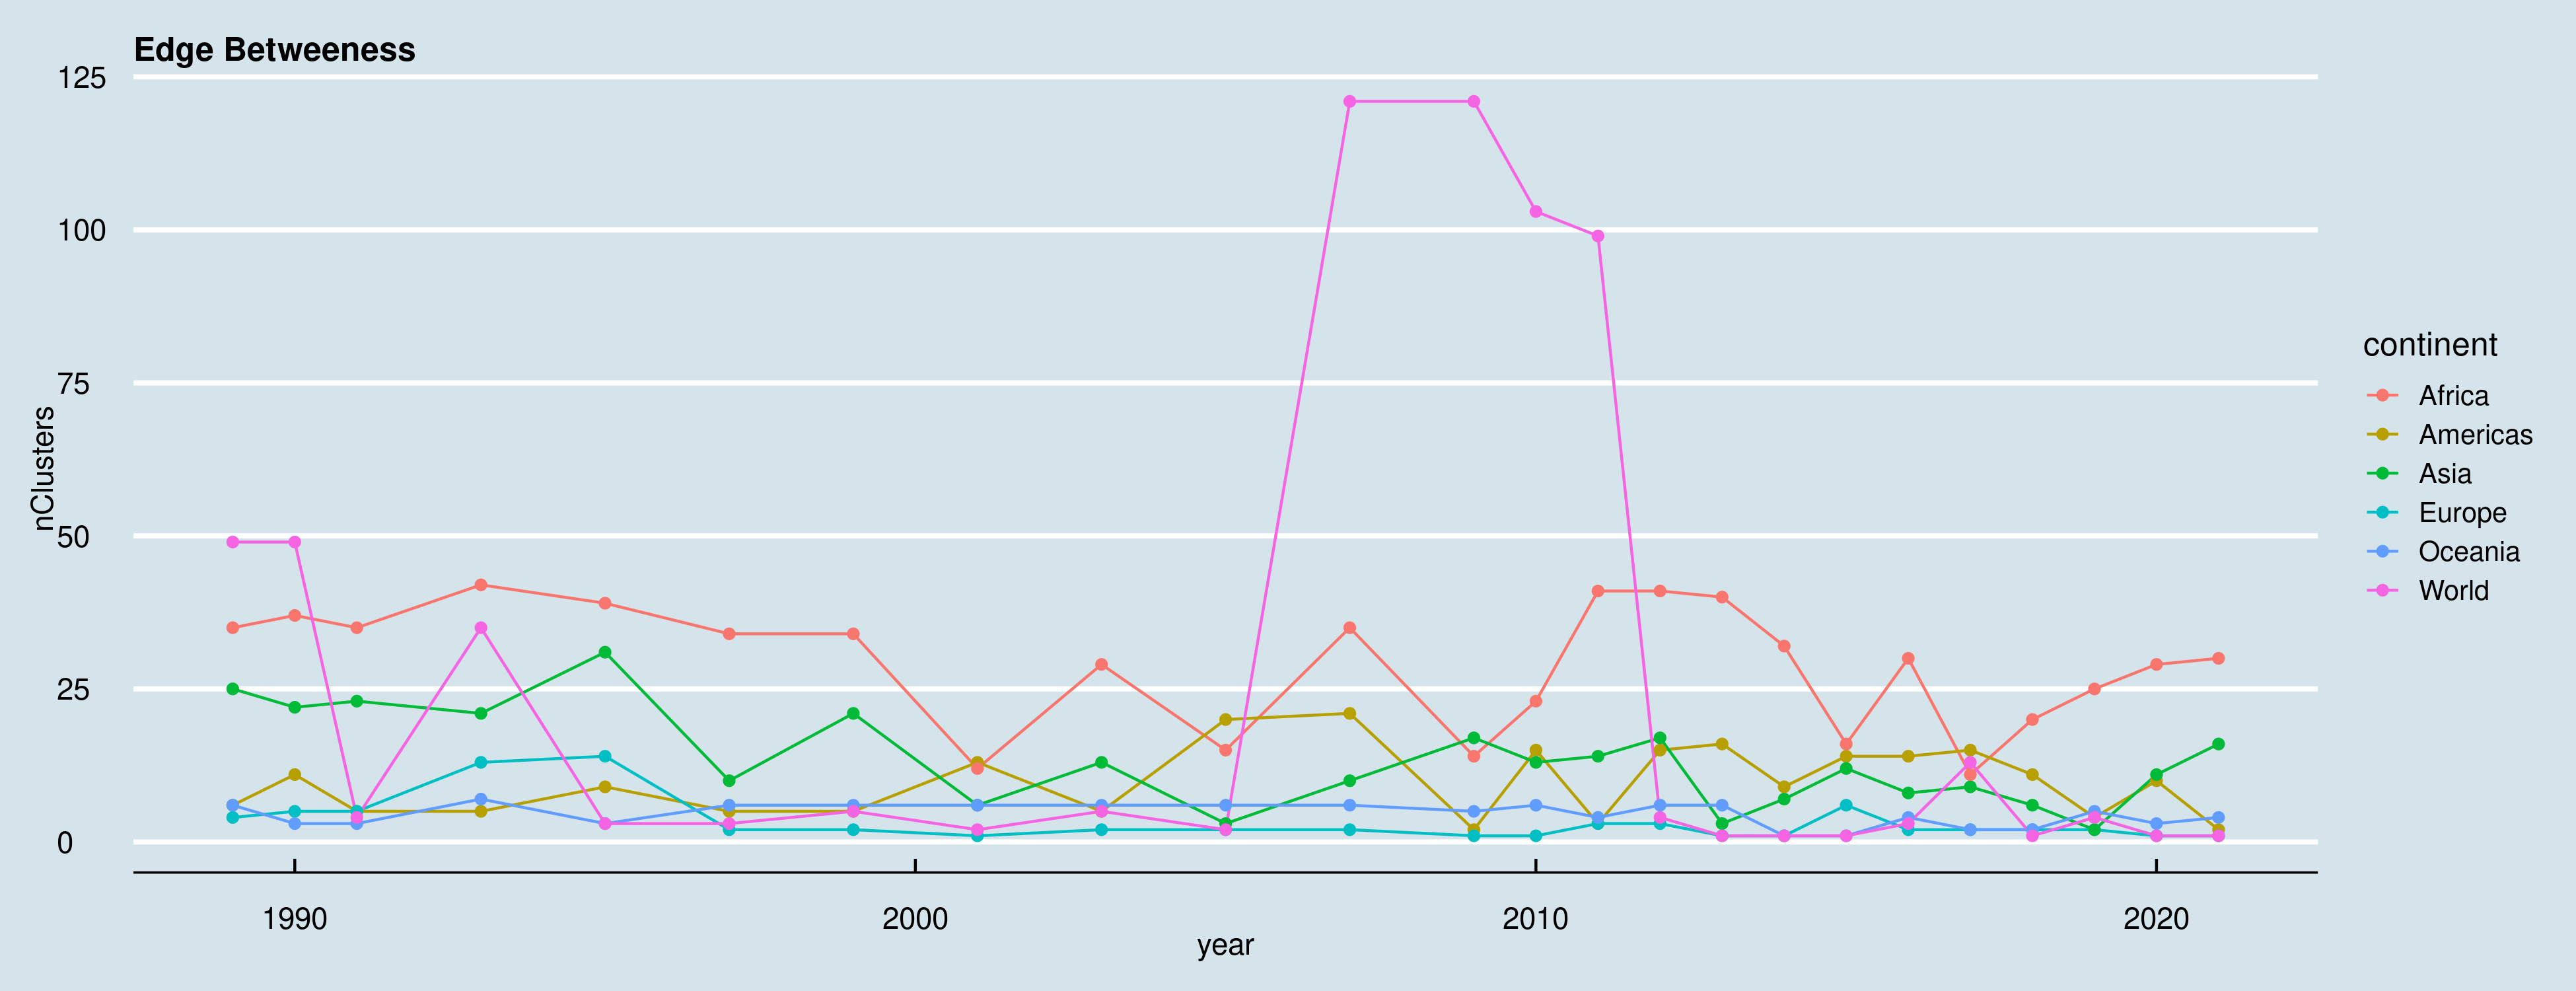 Edge Betweeness
125
100
75
50
25
0
nClusters
1990 2000 2010 2020
year
continent
Africa
Americas
Asia
Europe
Oceania
World